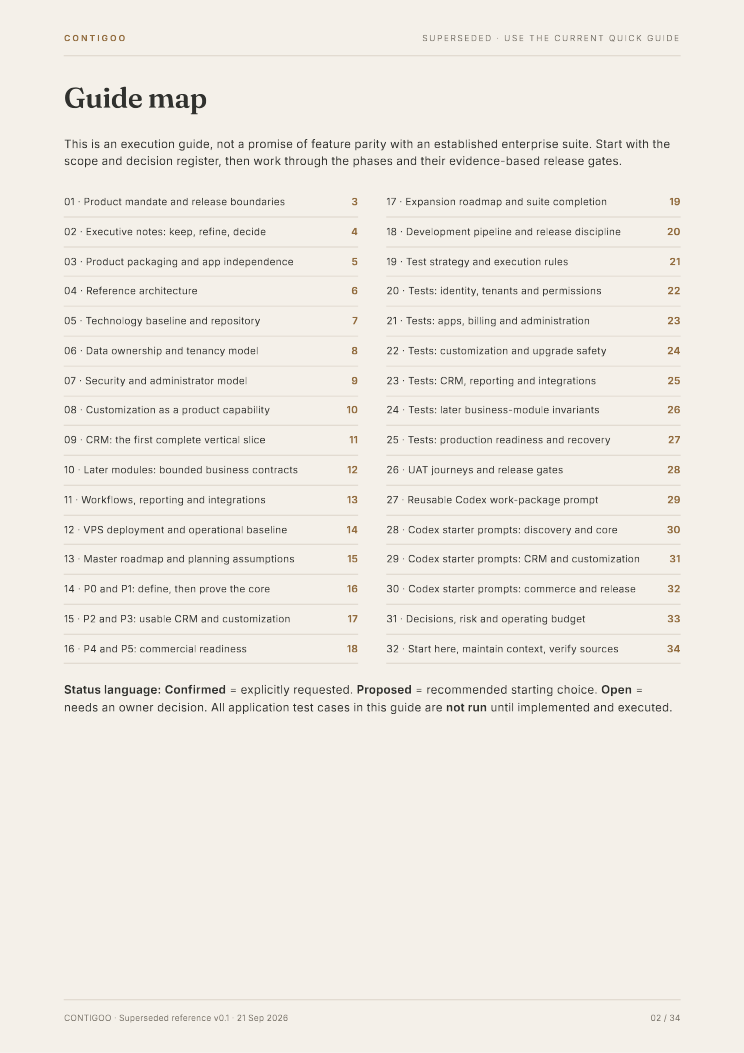 CONTIGOO
SUPERSEDED · USE THE CURRENT QUICK GUIDE
Guide map
This is an execution guide, not a promise of feature parity with an established enterprise suite. Start with the
scope and decision register, then work through the phases and their evidence-based release gates.
01 · Product mandate and release boundaries 3
02 · Executive notes: keep, refine, decide 4
03 · Product packaging and app independence 5
04 · Reference architecture 6
05 · Technology baseline and repository 7
06 · Data ownership and tenancy model 8
07 · Security and administrator model 9
08 · Customization as a product capability 10
09 · CRM: the first complete vertical slice 11
10 · Later modules: bounded business contracts 12
11 · Workflows, reporting and integrations 13
12 · VPS deployment and operational baseline 14
13 · Master roadmap and planning assumptions 15
14 · P0 and P1: define, then prove the core 16
15 · P2 and P3: usable CRM and customization 17
16 · P4 and P5: commercial readiness 18
17 · Expansion roadmap and suite completion 19
18 · Development pipeline and release discipline 20
19 · Test strategy and execution rules 21
20 · Tests: identity, tenants and permissions 22
21 · Tests: apps, billing and administration 23
22 · Tests: customization and upgrade safety 24
23 · Tests: CRM, reporting and integrations 25
24 · Tests: later business-module invariants 26
25 · Tests: production readiness and recovery 27
26 · UAT journeys and release gates 28
27 · Reusable Codex work-package prompt 29
28 · Codex starter prompts: discovery and core 30
29 · Codex starter prompts: CRM and customization 31
30 · Codex starter prompts: commerce and release 32
31 · Decisions, risk and operating budget 33
32 · Start here, maintain context, verify sources 34
Status language: Confirmed = explicitly requested. Proposed = recommended starting choice. Open =
needs an owner decision. All application test cases in this guide are not run until implemented and executed.
CONTIGOO · Superseded reference v0.1 · 21 Sep 2026
02 / 34